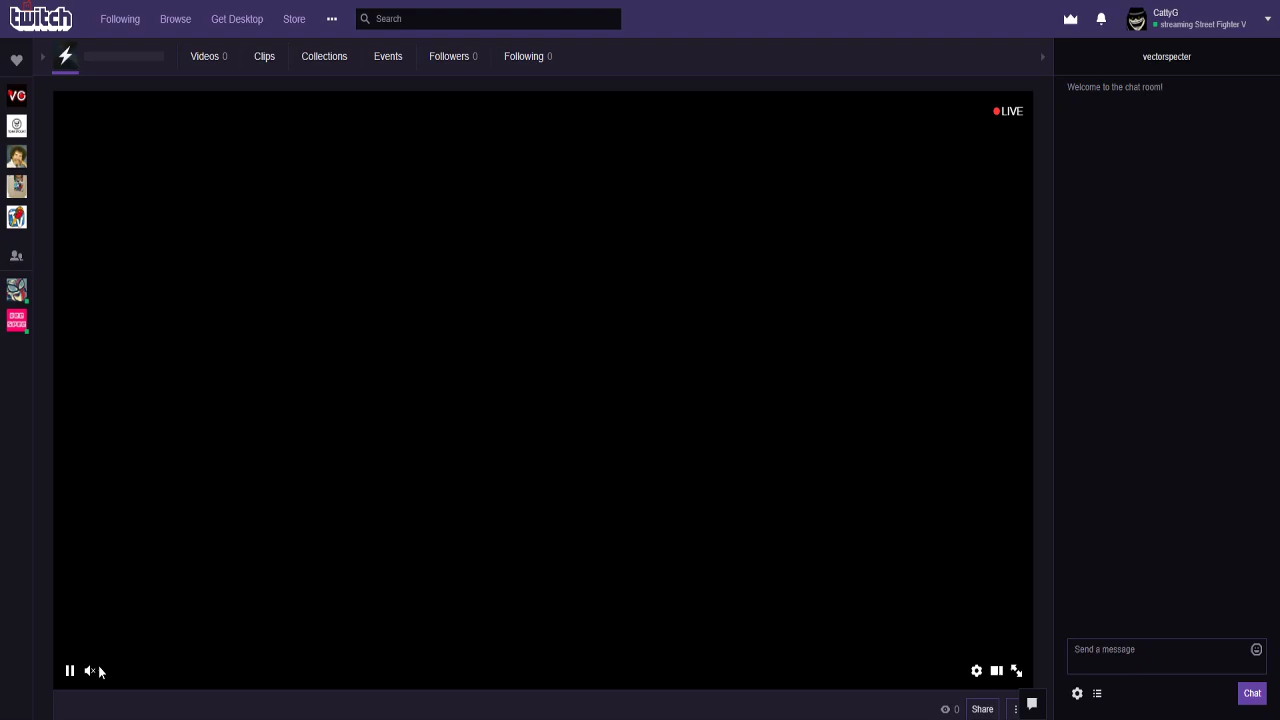 twitch
Following Browse Get Desktop Store ••• Search
CattyG
streaming Street Fighter V
Videos 0 Clips Collections Events Followers 0 Following 0
vectorspecter
Welcome to the chat room!
LIVE
VG
Send a message
Chat
0 Share